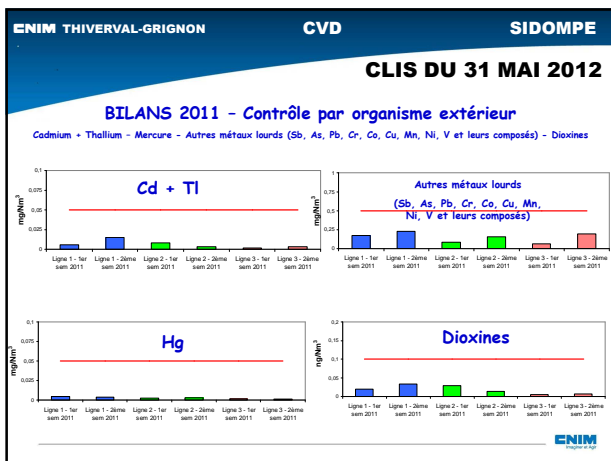 CNIM THIVERVAL-GRIGNON CVD SIDOMPE
CLIS DU 31 MAI 2012
BILANS 2011 – Contrôle par organisme extérieur
Cadmium + Thallium – Mercure – Autres métaux lourds (Sb, As, Pb, Cr, Co, Cu, Mn, Ni, V et leurs composés) – Dioxines
Cd + Tl
mg/Nm³
0,1
0,075
0,05
0,025
0
Ligne 1 - 1er sem 2011
Ligne 1 - 2ème sem 2011
Ligne 2 - 1er sem 2011
Ligne 2 - 2ème sem 2011
Ligne 3 - 1er sem 2011
Ligne 3 - 2ème sem 2011
Autres métaux lourds
(Sb, As, Pb, Cr, Co, Cu, Mn,
Ni, V et leurs composés)
mg/Nm³
1
0,75
0,5
0,25
0
Ligne 1 - 1er sem 2011
Ligne 1 - 2ème sem 2011
Ligne 2 - 1er sem 2011
Ligne 2 - 2ème sem 2011
Ligne 3 - 1er sem 2011
Ligne 3 - 2ème sem 2011
Hg
mg/Nm³
0,1
0,075
0,05
0,025
0
Ligne 1 - 1er sem 2011
Ligne 1 - 2ème sem 2011
Ligne 2 - 1er sem 2011
Ligne 2 - 2ème sem 2011
Ligne 3 - 1er sem 2011
Ligne 3 - 2ème sem 2011
Dioxines
ng/Nm³
0,2
0,15
0,1
0,05
0,00
Ligne 1 - 1er sem 2011
Ligne 1 - 2ème sem 2011
Ligne 2 - 1er sem 2011
Ligne 2 - 2ème sem 2011
Ligne 3 - 1er sem 2011
Ligne 3 - 2ème sem 2011
CNIM
Imaginer et Agir